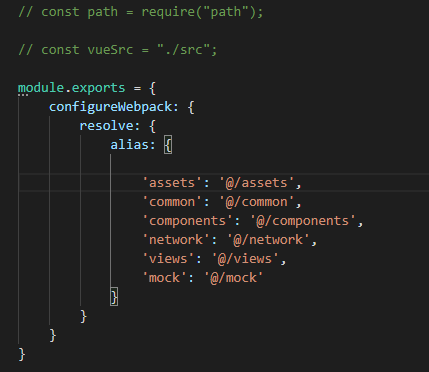 // const path = require("path");
// const vueSrc = "./src";
module.exports = {
    configureWebpack: {
        resolve: {
            alias: {
                'assets': '@/assets',
                'common': '@/common',
                'components': '@/components',
                'network': '@/network',
                'views': '@/views',
                'mock': '@/mock'
            }
        }
    }
}